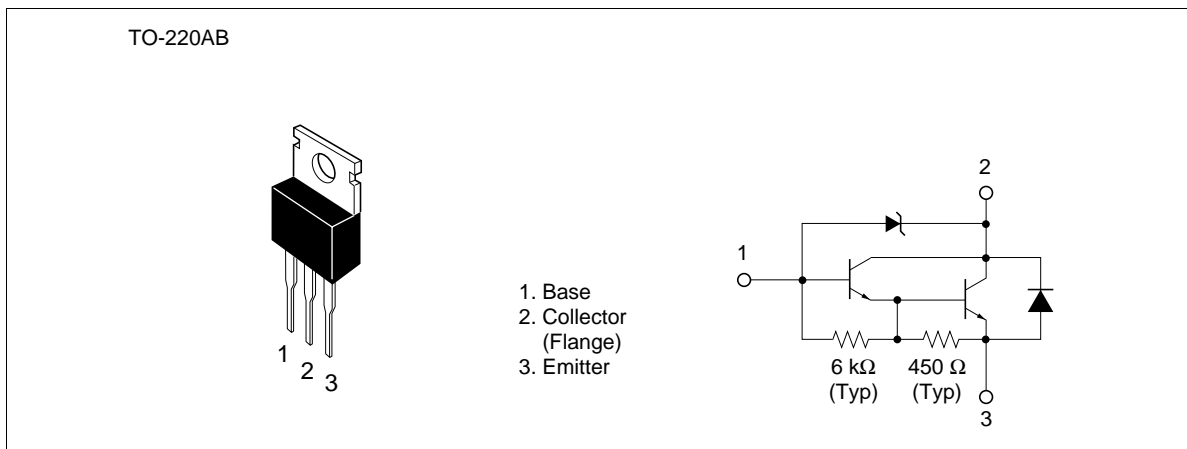 TO-220AB
1
2
3
1. Base
2. Collector
(Flange)
3. Emitter
2
1
6 kΩ
(Typ)
450 Ω
(Typ)
3